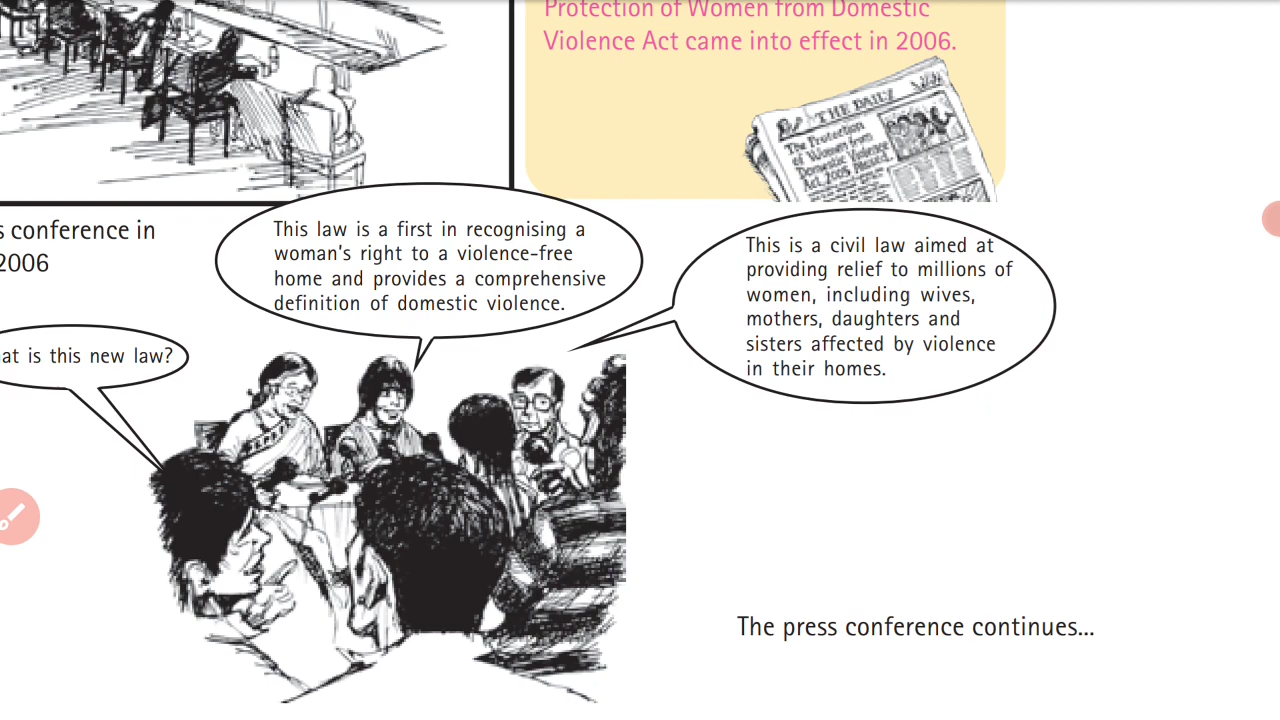 Protection of Women from Domestic
Violence Act came into effect in 2006.
THE DAILY
The Protection
of Women from
Domestic Violence
Act, 2005 Passed.
s conference in
2006
This law is a first in recognising a
woman's right to a violence-free
home and provides a comprehensive
definition of domestic violence.
This is a civil law aimed at
providing relief to millions of
women, including wives,
mothers, daughters and
sisters affected by violence
in their homes.
at is this new law?
The press conference continues...